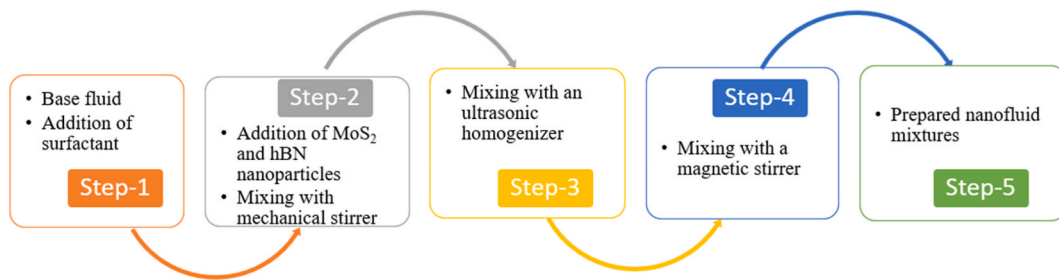 • Base fluid
• Addition of
surfactant
Step-1
Step-2
• Addition of MoS₂
and hBN
nanoparticles
• Mixing with
mechanical stirrer
• Mixing with an
ultrasonic
homogenizer
Step-3
Step-4
• Mixing with a
magnetic stirrer
• Prepared nanofluid
mixtures
Step-5